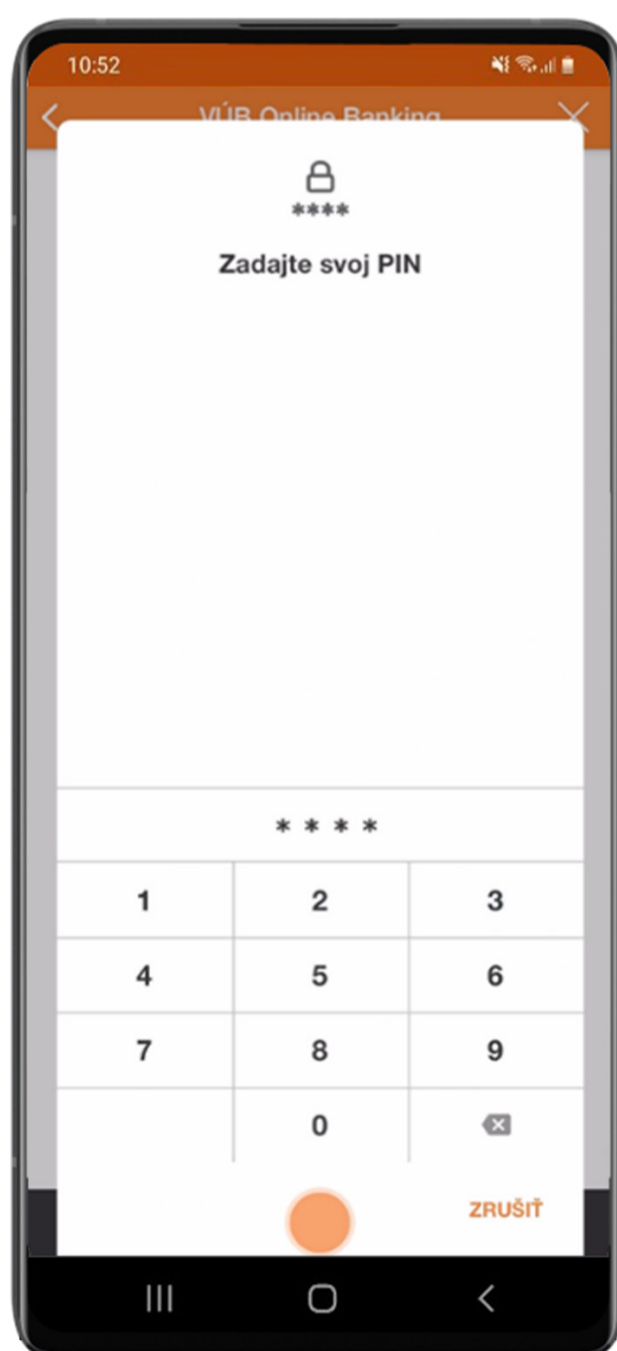 10:52
VÚB Online Banking
****
Zadajte svoj PIN
* * * *
1 2 3
4 5 6
7 8 9
0
ZRUŠIŤ